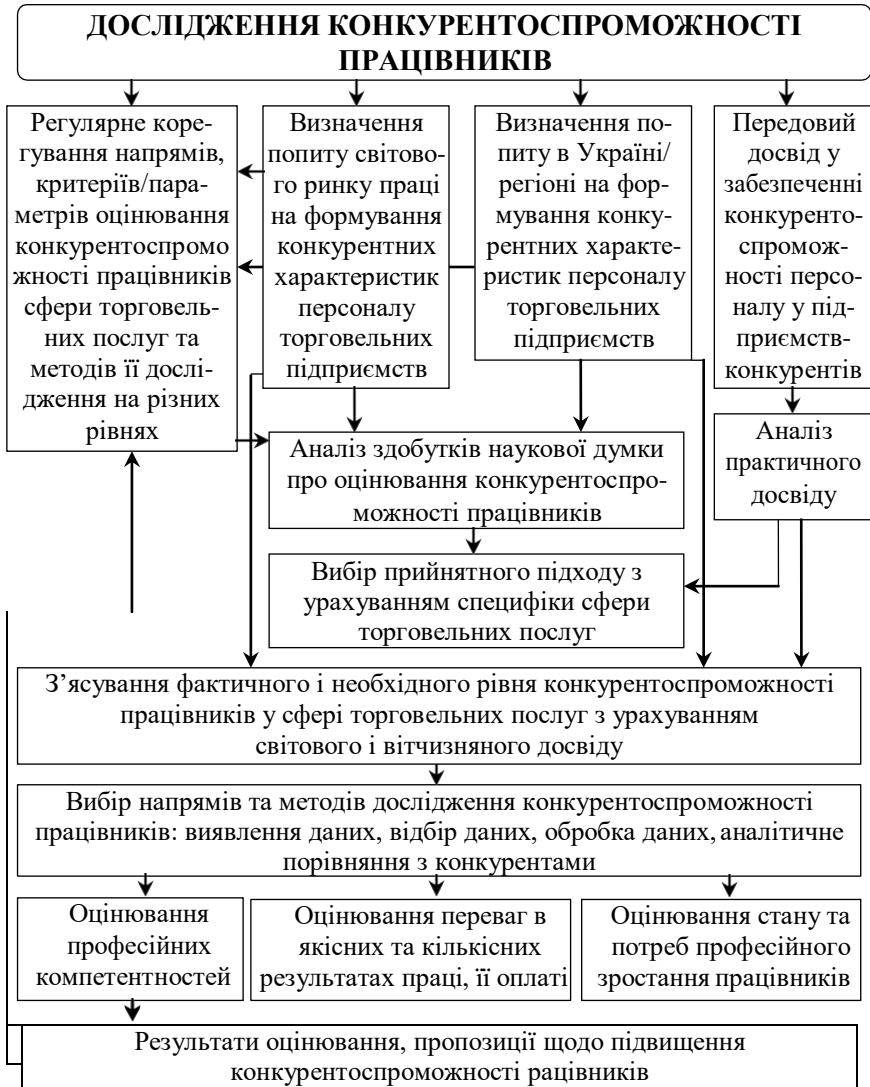 ДОСЛІДЖЕННЯ КОНКУРЕНТОСПРОМОЖНОСТІ
ПРАЦІВНИКІВ
Регулярне коре-
гування напрямів,
критеріїв/пара-
метрів оцінювання
конкурентоспромо
жності працівників
сфери торговель-
них послуг та
методів її дослі-
дження на різних
рівнях
Визначення
попиту світово-
го ринку праці
на формування
конкурентних
характеристик
персоналу
торговельних
підприємств
Визначення по-
питу в Україні/
регіоні на фор-
мування конку-
рентних характе-
ристик персоналу
торговельних
підприємств
Передовий
досвід у
забезпеченні
конкуренто-
спромож-
ності персо-
налу у під-
приємств-
конкурентів
Аналіз здобутків наукової думки
про оцінювання конкурентоспро-
можності працівників
Аналіз
практичного
досвіду
Вибір прийнятного підходу з
урахуванням специфіки сфери
торговельних послуг
З’ясування фактичного і необхідного рівня конкурентоспроможності
працівників у сфері торговельних послуг з урахуванням
світового і вітчизняного досвіду
Вибір напрямів та методів дослідження конкурентоспроможності
працівників: виявлення даних, відбір даних, обробка даних, аналітичне
порівняння з конкурентами
Оцінювання
професійних
компетентностей
Оцінювання переваг в
якісних та кількісних
результатах праці, її оплаті
Оцінювання стану та
потреб професійного
зростання працівників
Результати оцінювання, пропозиції щодо підвищення
конкурентоспроможності рацівників